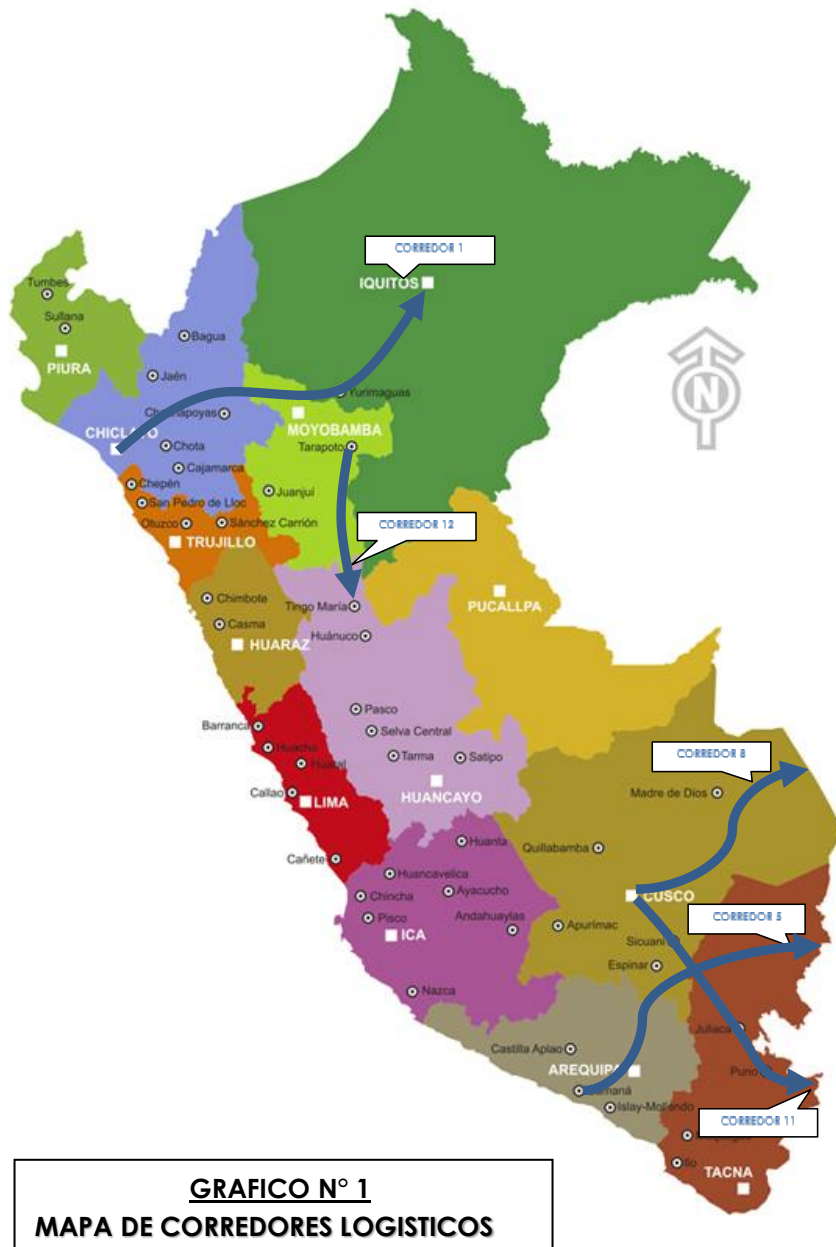 CORREDOR 1
IQUITOS
Tumbes
Sullana
PIURA
Bagua
Jaén
CHICLAYO
Chota
Cajamarca
Yurimaguas
MOYOBAMBA
Tarapoto
Juanjuí
Chepén
San Pedro de Lloc
Otuzco
Sánchez Carrión
TRUJILLO
CORREDOR 12
N
Chimbote
Casma
HUARAZ
Tingo María
Huánuco
PUCALLPA
Barranca
Huacho
Huaral
Callao
LIMA
Cañete
Pasco
Selva Central
Tarma
Satipo
HUANCAYO
CORREDOR 8
Madre de Dios
Quillabamba
CUSCO
Huanta
Huancavelica
Ayacucho
Chincha
Pisco
Andahuaylas
ICA
Nazca
Apurímac
Sicuani
Espinar
CORREDOR 5
Juliaca
Puno
Castilla Aplao
AREQUIPA
Islay-Mollendo
CORREDOR 11
TACNA
GRAFICO N° 1
MAPA DE CORREDORES LOGISTICOS